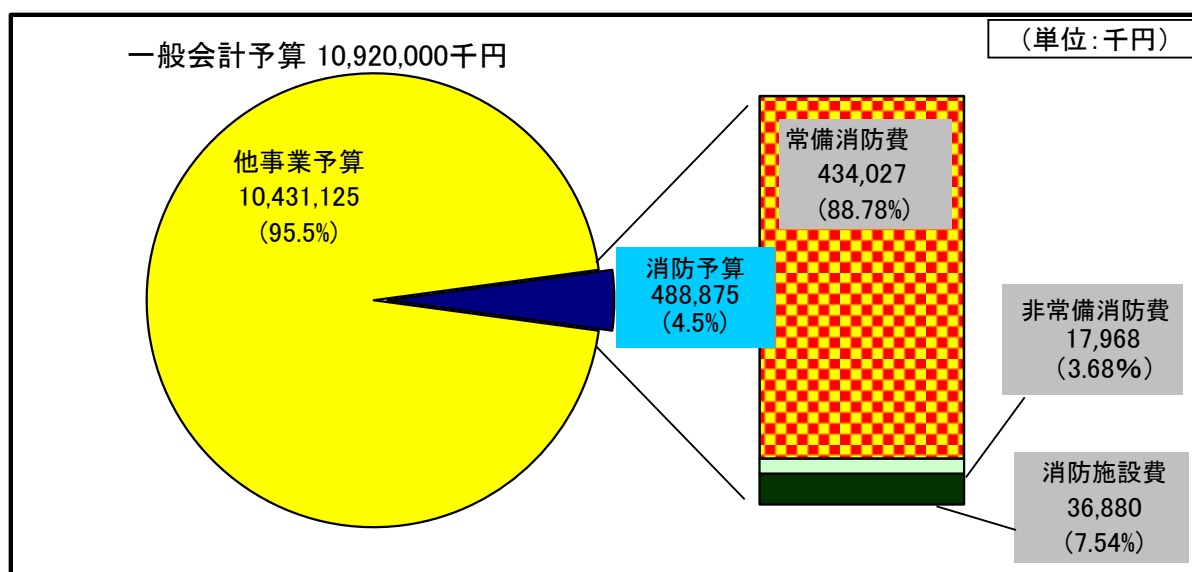 一般会計予算 10,920,000千円
（単位：千円）
他事業予算
10,431,125
(95.5%)
消防予算
488,875
(4.5%)
常備消防費
434,027
(88.78%)
非常備消防費
17,968
（3.68％）
消防施設費
36,880
(7.54%)